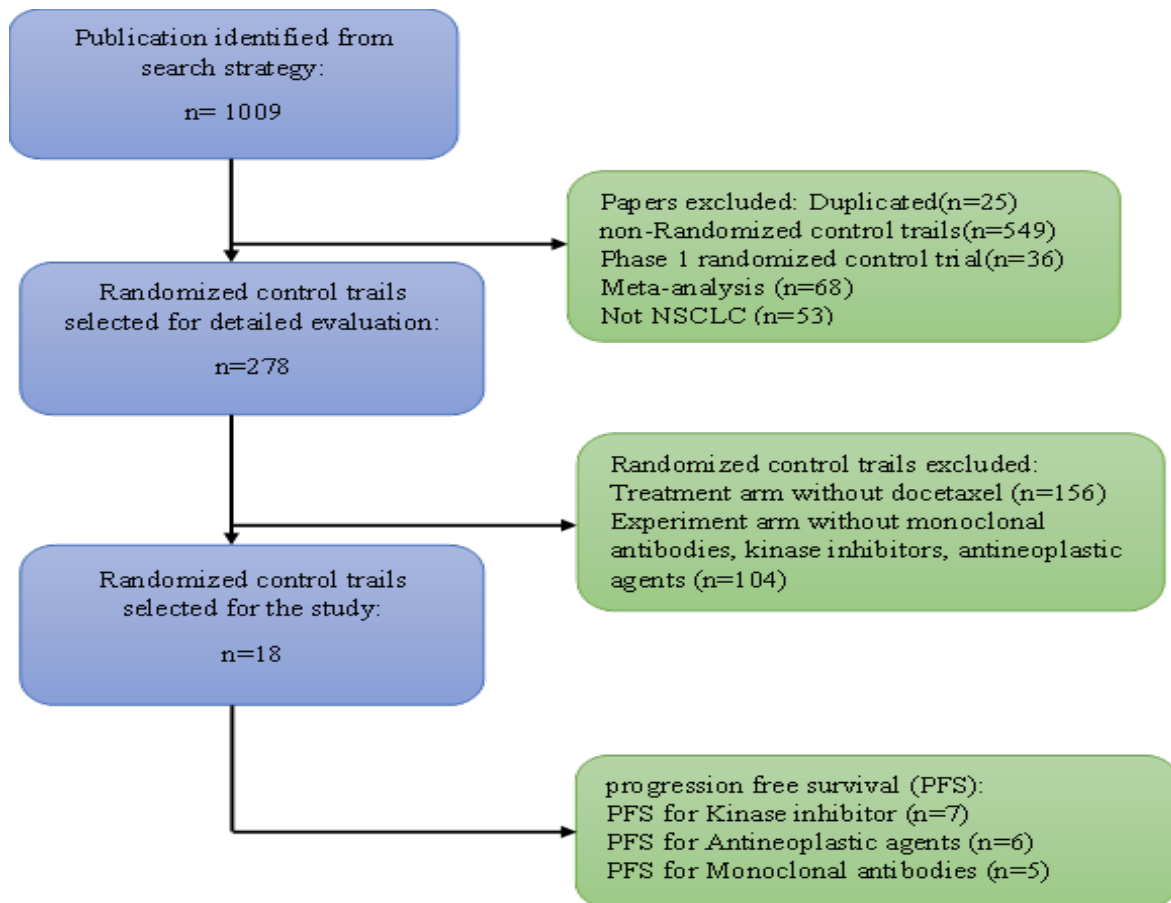 Publication identified from
search strategy:
n= 1009
Papers excluded: Duplicated(n=25)
non-Randomized control trails(n=549)
Phase 1 randomized control trial(n=36)
Meta-analysis (n=68)
Not NSCLC (n=53)
Randomized control trails
selected for detailed evaluation:
n=278
Randomized control trails excluded:
Treatment arm without docetaxel (n=156)
Experiment arm without monoclonal
antibodies, kinase inhibitors, antineoplastic
agents (n=104)
Randomized control trails
selected for the study:
n=18
progression free survival (PFS):
PFS for Kinase inhibitor (n=7)
PFS for Antineoplastic agents (n=6)
PFS for Monoclonal antibodies (n=5)